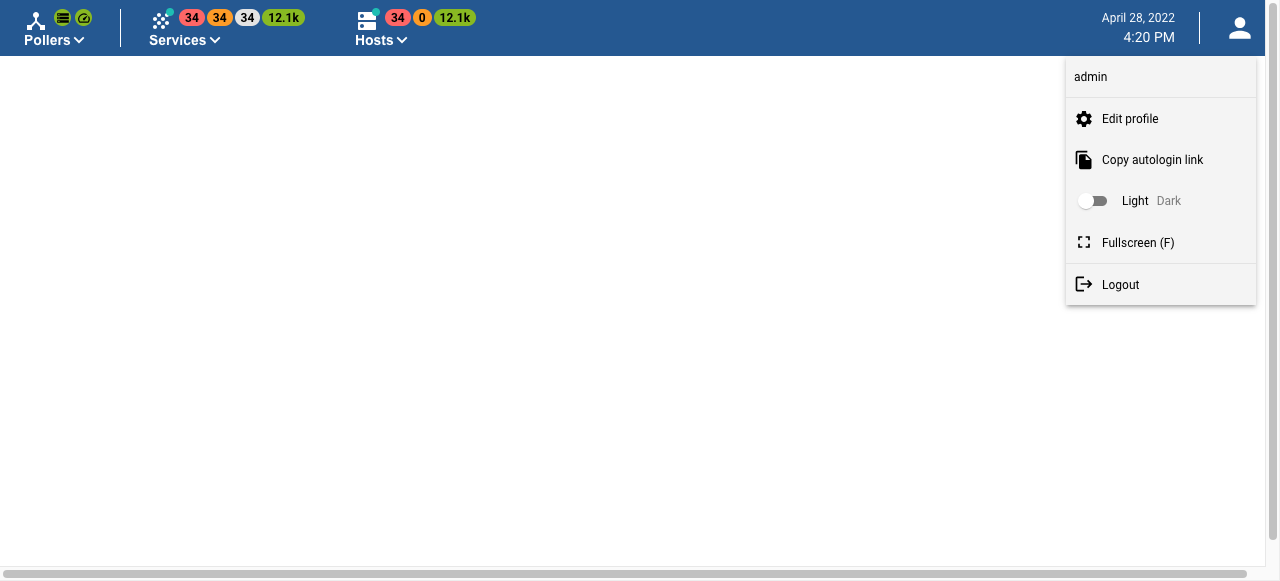 34 34 34 12.1k
34 0 12.1k
Pollers
Services
Hosts
April 28, 2022
4:20 PM
admin
Edit profile
Copy autologin link
Light Dark
Fullscreen (F)
Logout